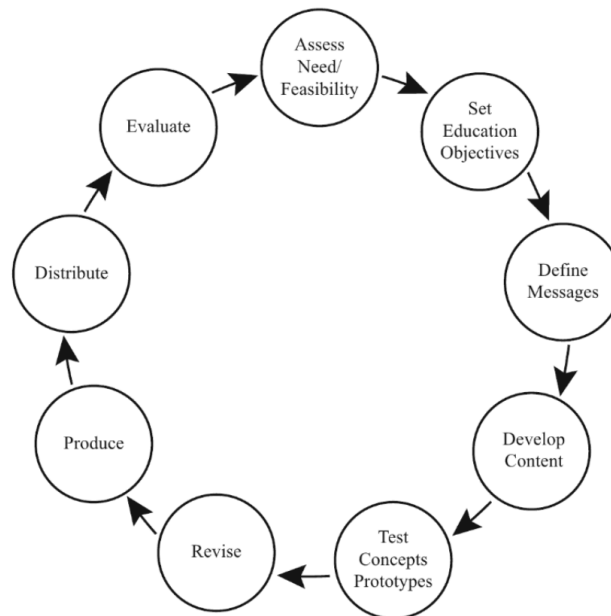 Assess
Need/
Feasibility
Set
Education
Objectives
Define
Messages
Develop
Content
Test
Concepts
Prototypes
Revise
Produce
Distribute
Evaluate